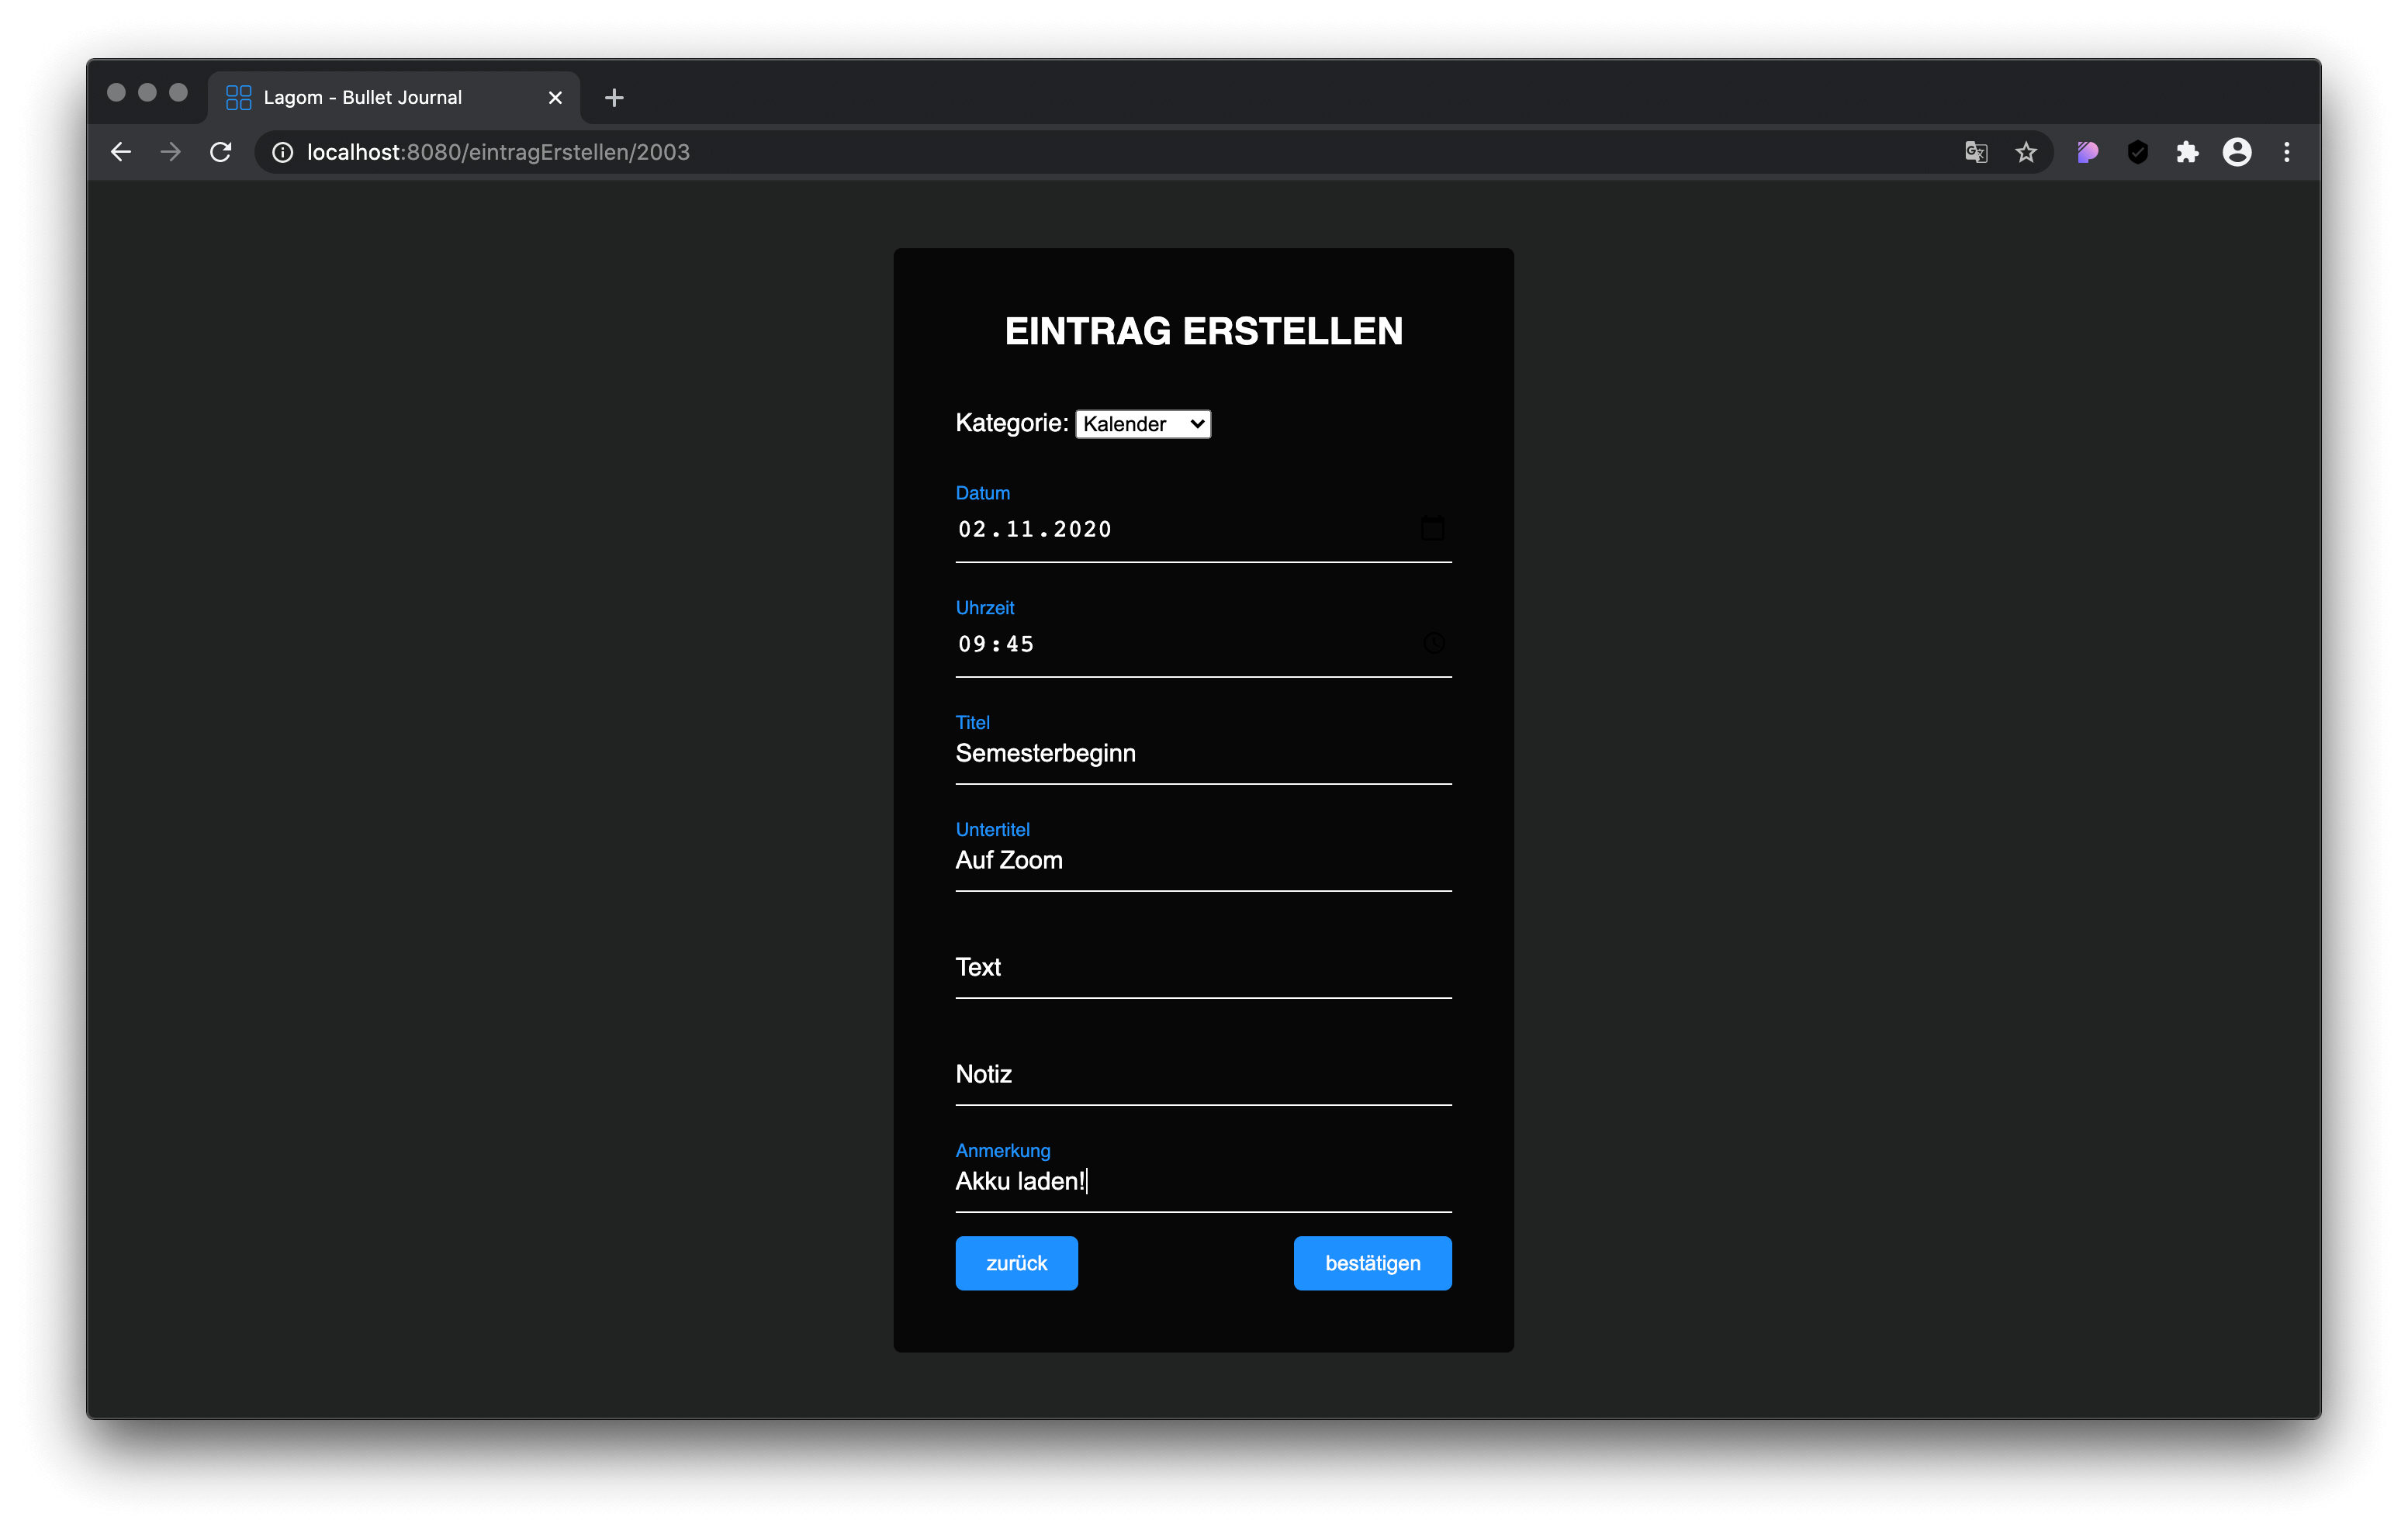 Lagom - Bullet Journal
localhost:8080/eintragErstellen/2003
EINTRAG ERSTELLEN
Kategorie: Kalender
Datum
02.11.2020
Uhrzeit
09:45
Titel
Semesterbeginn
Untertitel
Auf Zoom
Text
Notiz
Anmerkung
Akku laden!
zurück bestätigen